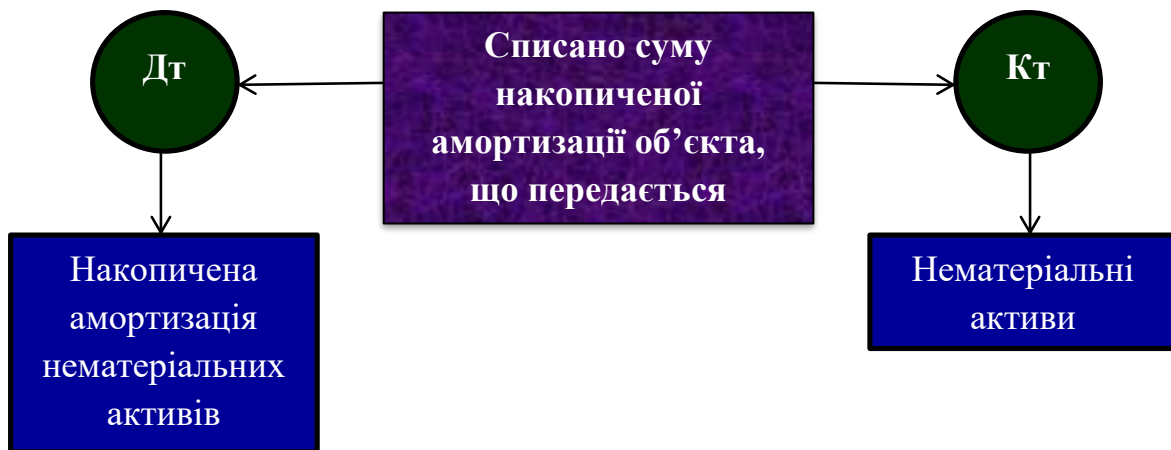 Дт
Списано суму
накопиченої
амортизації об’єкта,
що передається
Кт
Накопичена
амортизація
нематеріальних
активів
Нематеріальні
активи